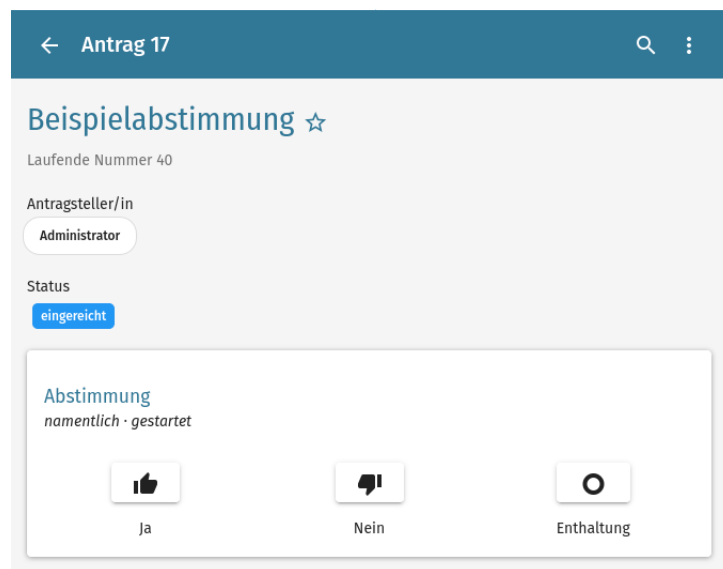 Antrag 17
Beispielabstimmung
Laufende Nummer 40
Antragsteller/in
Administrator
Status
eingereicht
Abstimmung
namentlich · gestartet
Ja Nein Enthaltung